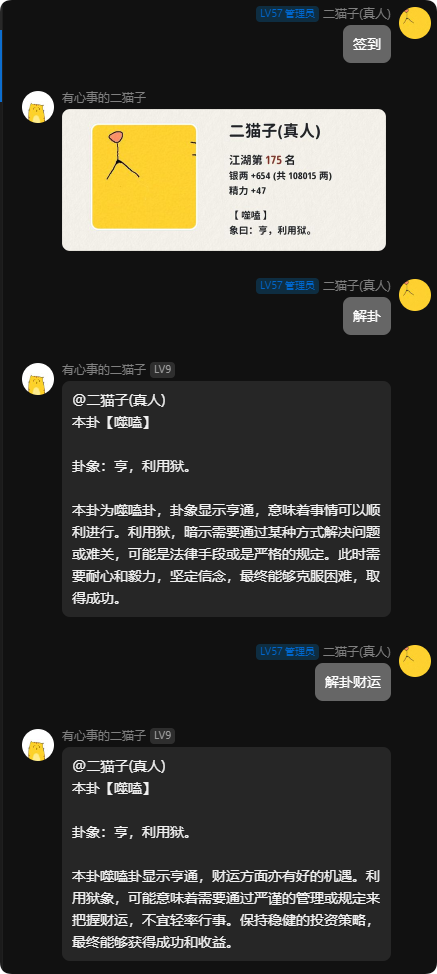 LV57 管理员 二猫子(真人)
签到
有心事的二猫子
二猫子(真人)
江湖第 175 名
银两 +654 (共 108015 两)
精力 +47
【 噬嗑 】
象曰：亨，利用狱。
LV57 管理员 二猫子(真人)
解卦
有心事的二猫子 LV9
@二猫子(真人)
本卦【噬嗑】
卦象：亨，利用狱。
本卦为噬嗑卦，卦象显示亨通，意味着事情可以顺
利进行。利用狱，暗示需要通过某种方式解决问题
或难关，可能是法律手段或是严格的规定。此时需
要耐心和毅力，坚定信念，最终能够克服困难，取
得成功。
LV57 管理员 二猫子(真人)
解卦财运
有心事的二猫子 LV9
@二猫子(真人)
本卦【噬嗑】
卦象：亨，利用狱。
本卦噬嗑卦显示亨通，财运方面亦有好的机遇。利
用狱象，可能意味着需要通过严谨的管理或规定来
把握财运，不宜轻率行事。保持稳健的投资策略，
最终能够获得成功和收益。